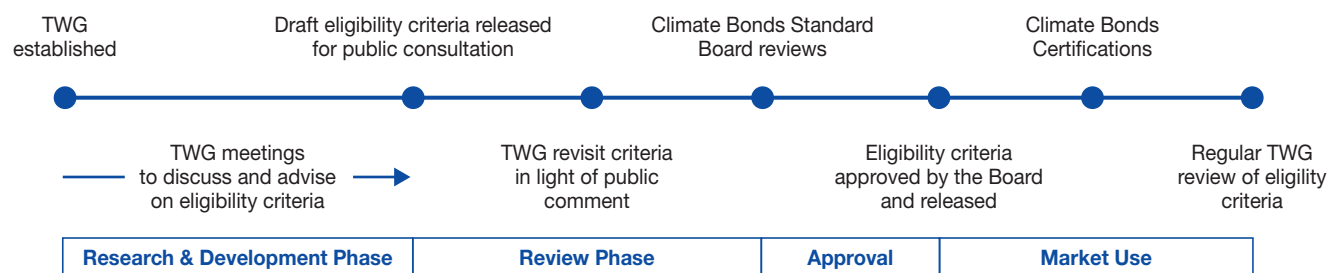 TWG
established
Draft eligibility criteria released
for public consultation
Climate Bonds Standard
Board reviews
Climate Bonds
Certifications
TWG meetings
to discuss and advise
on eligibility criteria
TWG revisit criteria
in light of public
comment
Eligibility criteria
approved by the Board
and released
Regular TWG
review of eligility
criteria
Research & Development Phase
Review Phase
Approval
Market Use